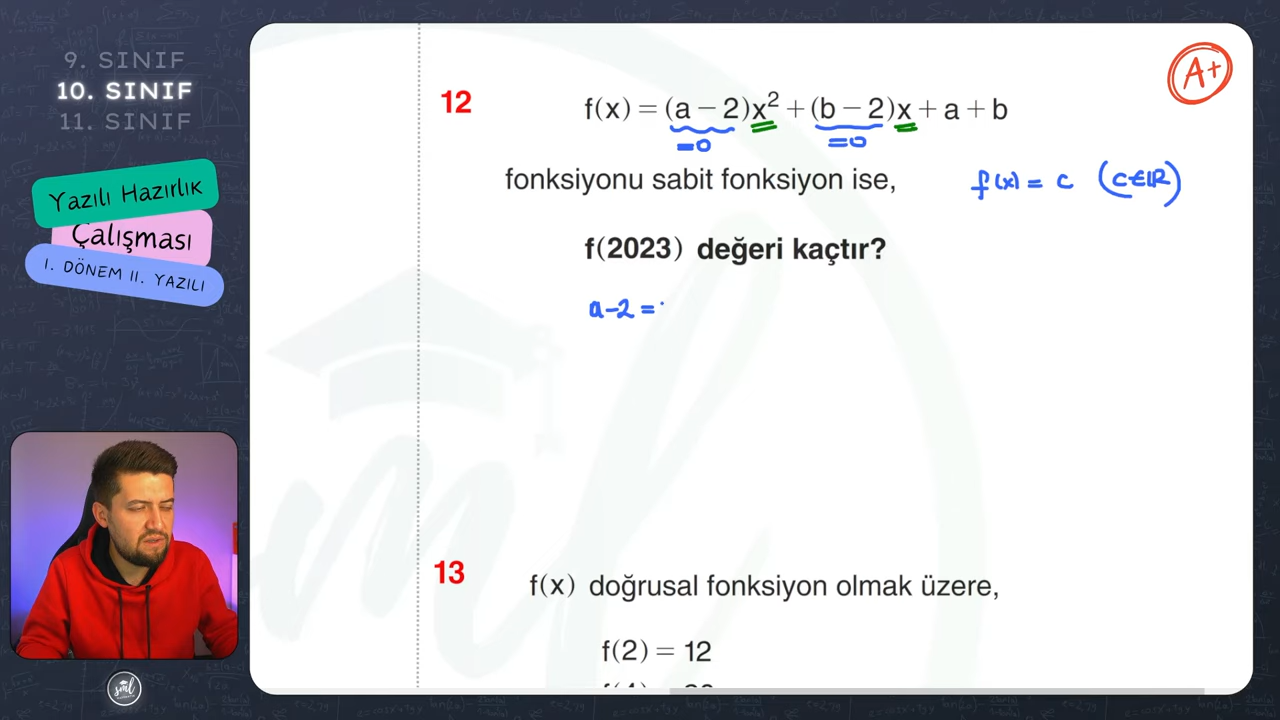 9. SINIF
10. SINIF
11. SINIF
Yazılı Hazırlık
Çalışması
I. DÖNEM II. YAZILI
A+
12
f(x) = (a − 2)x² + (b − 2)x + a + b
=0 =0
fonksiyonu sabit fonksiyon ise,
f(x) = c (c∈IR)
f(2023) değeri kaçtır?
a-2=
13
f(x) doğrusal fonksiyon olmak üzere,
f(2) = 12
sml